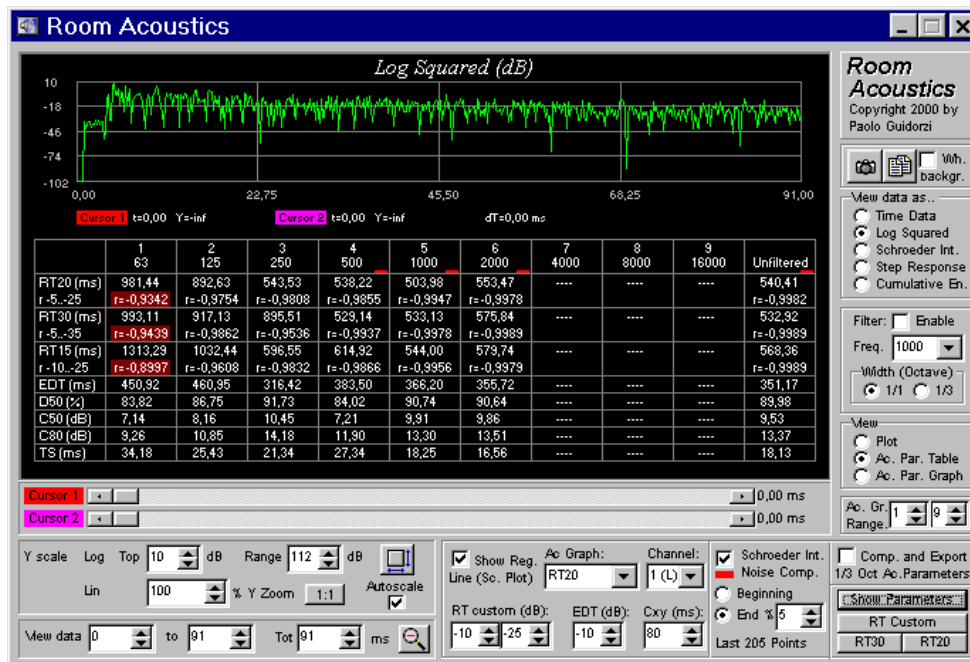 Room Acoustics
Log Squared (dB)
10
-18
-46
-74
-102
0,00 22,75 45,50 68,25 91,00
Cursor 1 t=0,00 Y=-inf Cursor 2 t=0,00 Y=-inf dT=0,00 ms
1 2 3 4 5 6 7 8 9
63 125 250 500 1000 2000 4000 8000 16000 Unfiltered
RT20 (ms) 981,44 892,63 543,53 538,22 503,98 553,47 ---- ---- ---- 540,41
r -5..-25 r=-0,9342 r=-0,9754 r=-0,9808 r=-0,9855 r=-0,9947 r=-0,9978 r=-0,9982
RT30 (ms) 993,11 917,13 895,51 529,14 533,13 575,84 ---- ---- ---- 532,92
r -5..-35 r=-0,9439 r=-0,9862 r=-0,9536 r=-0,9937 r=-0,9978 r=-0,9989 r=-0,9989
RT15 (ms) 1313,29 1032,44 596,55 614,92 544,00 579,74 ---- ---- ---- 568,36
r -10..-25 r=-0,8997 r=-0,9608 r=-0,9832 r=-0,9866 r=-0,9956 r=-0,9979 r=-0,9989
EDT (ms) 450,92 460,95 316,42 383,50 366,20 355,72 ---- ---- ---- 351,17
D50 (%) 83,82 86,75 91,73 84,02 90,74 90,64 ---- ---- ---- 89,98
C50 (dB) 7,14 8,16 10,45 7,21 9,91 9,86 ---- ---- ---- 9,53
C80 (dB) 9,26 10,85 14,18 11,90 13,30 13,51 ---- ---- ---- 13,37
TS (ms) 34,18 25,43 21,34 27,34 18,25 16,56 ---- ---- ---- 18,13
Cursor 1 0,00 ms
Cursor 2 0,00 ms
Room
Acoustics
Copyright 2000 by
Paolo Guidorzi
Wh.
backgr.
View data as..
Time Data
Log Squared
Schroeder Int.
Step Response
Cumulative En.
Filter: Enable
Freq. 1000
Width (Octave)
1/1 1/3
View
Plot
Ac. Par. Table
Ac. Par. Graph
Ac. Gr. 1 9
Range.
Y scale Log Top 10 dB Range 112 dB
Lin 100 % Y Zoom 1:1 Autoscale
View data 0 to 91 Tot 91 ms
Show Reg.
Line (Sc. Plot)
Ac Graph:
RT20
Channel:
1 (L)
RT custom (dB): EDT (dB): Cxy (ms):
-10 -25 -10 80
Schroeder Int.
Noise Comp.
Beginning
End % 5
Last 205 Points
Comp. and Export
1/3 Oct Ac.Parameters
Show Parameters
RT Custom
RT30 RT20